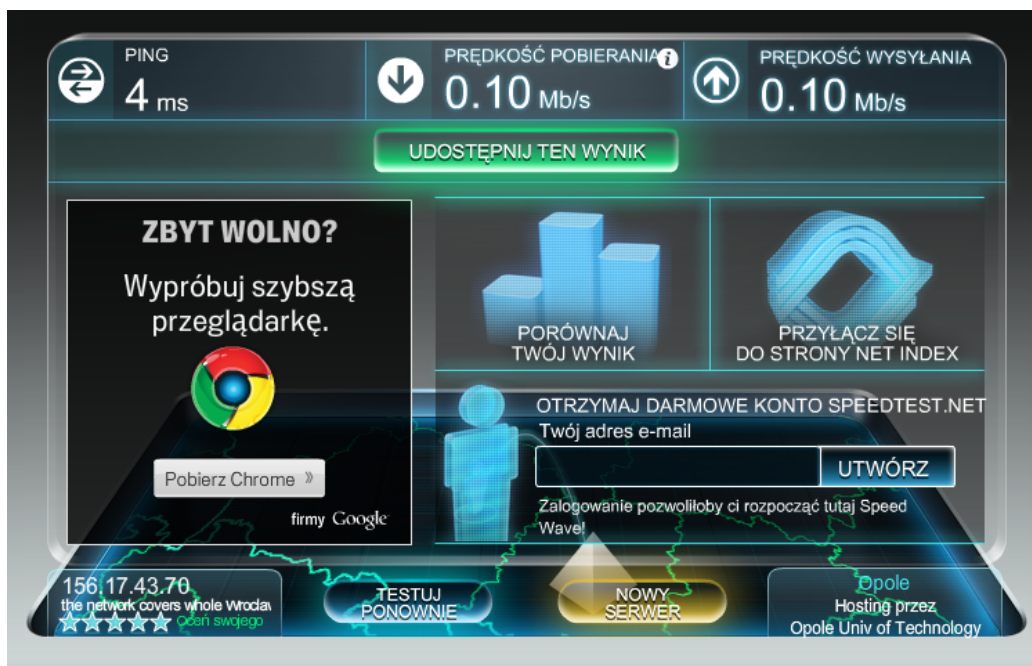 PING
4 ms
PRĘDKOŚĆ POBIERANIA
0.10 Mb/s
PRĘDKOŚĆ WYSYŁANIA
0.10 Mb/s
UDOSTĘPNIJ TEN WYNIK
ZBYT WOLNO?
Wypróbuj szybszą
przeglądarkę.
Pobierz Chrome »
firmy Google
PORÓWNAJ
TWÓJ WYNIK
PRZYŁĄCZ SIĘ
DO STRONY NET INDEX
OTRZYMAJ DARMOWE KONTO SPEEDTEST.NET
Twój adres e-mail
UTWÓRZ
Zalogowanie pozwoliłoby ci rozpocząć tutaj Speed
Wave!
156.17.43.70
the network covers whole Wrocław
Oceń swojego
TESTUJ
PONOWNIE
NOWY
SERWER
Opole
Hosting przez
Opole Univ of Technology